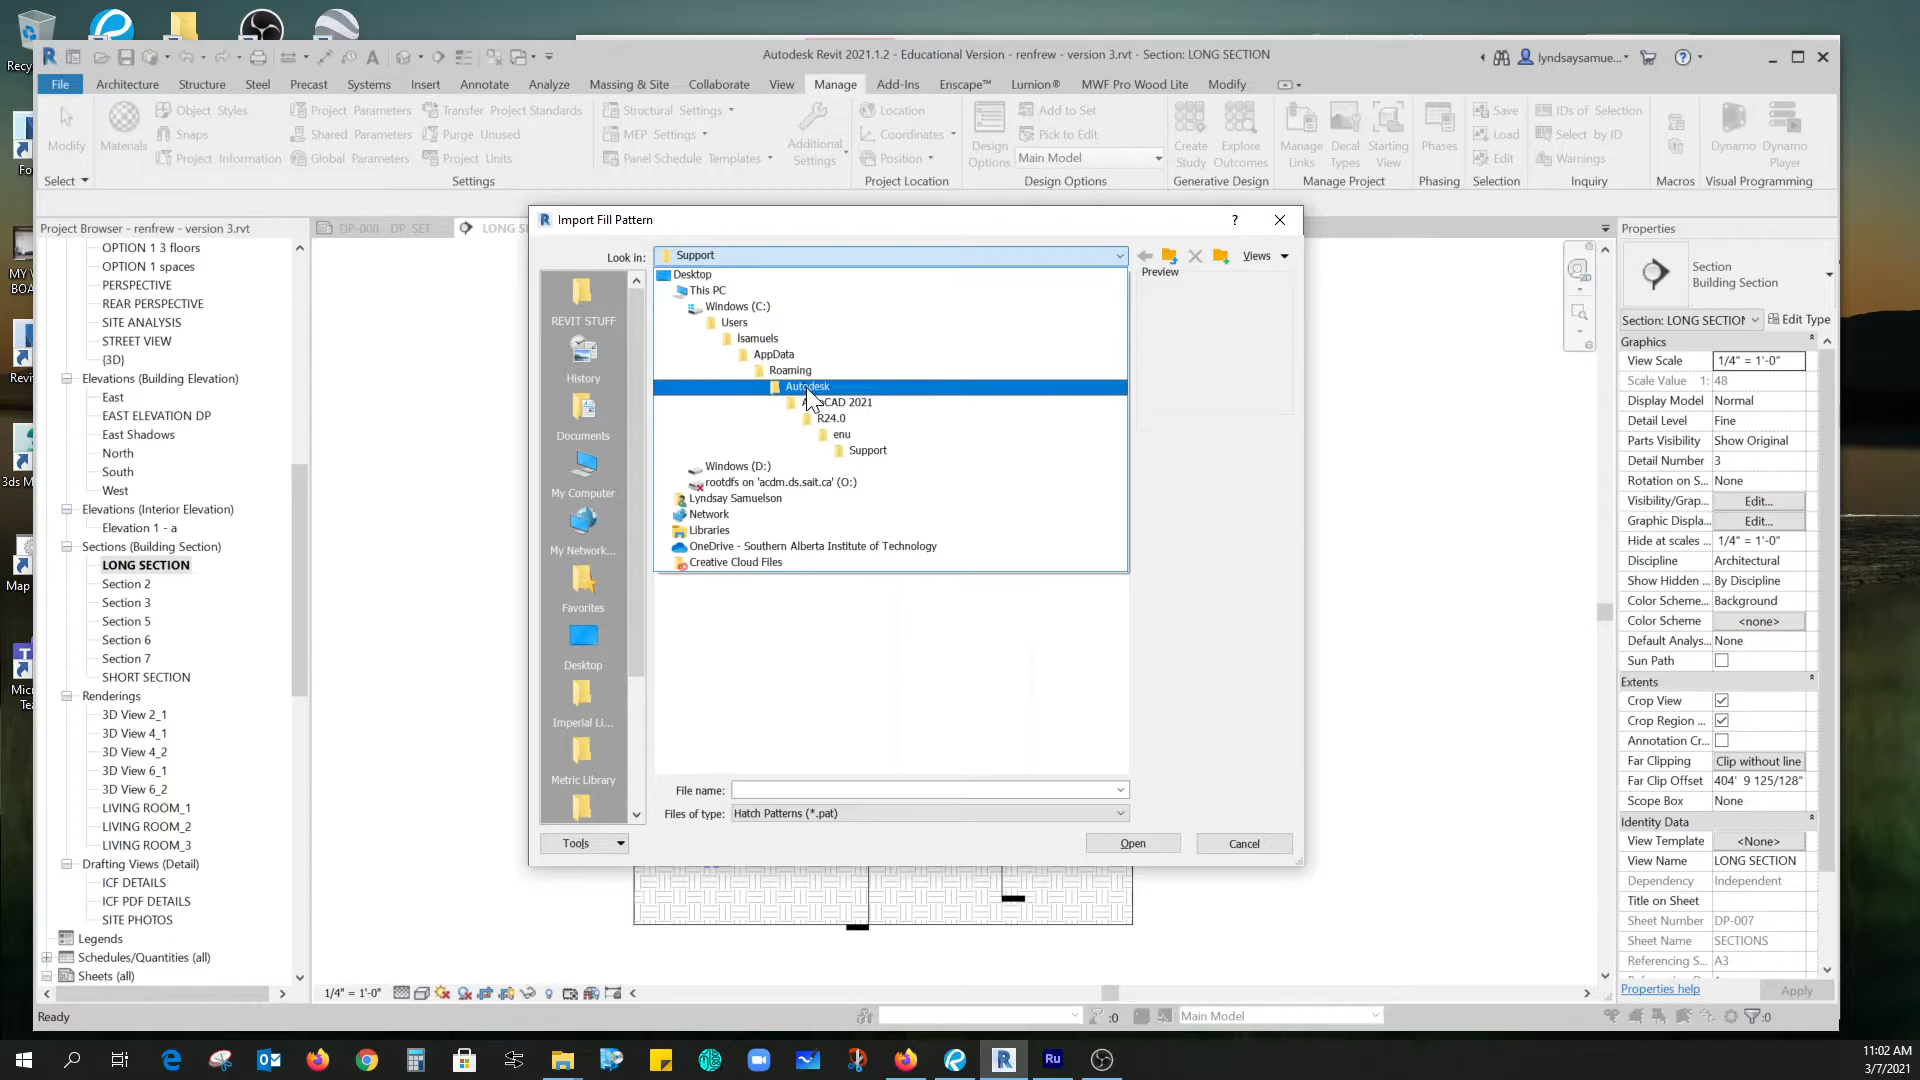 Autodesk Revit 2021.1.2 - Educational Version - renfrew - version 3.rvt - Section: LONG SECTION
lyndsaysamue...
File Architecture Structure Steel Precast Systems Insert Annotate Analyze Massing & Site Collaborate View Manage Add-Ins Enscape™ Lumion® MWF Pro Wood Lite Modify
Modify
Materials
Object Styles
Snaps
Project Information
Project Parameters
Shared Parameters
Global Parameters
Transfer Project Standards
Purge Unused
Project Units
Structural Settings
MEP Settings
Panel Schedule Templates
Additional
Settings
Location
Coordinates
Position
Design
Options
Add to Set
Pick to Edit
Main Model
Create
Study
Explore
Outcomes
Manage
Links
Decal
Types
Starting
View
Phases
Save
Load
Edit
IDs of Selection
Select by ID
Warnings
Dynamo
Dynamo
Player
Select Settings Project Location Design Options Generative Design Manage Project Phasing Selection Inquiry Macros Visual Programming
Project Browser - renfrew - version 3.rvt
OPTION 1 3 floors
OPTION 1 spaces
PERSPECTIVE
REAR PERSPECTIVE
SITE ANALYSIS
STREET VIEW
{3D}
Elevations (Building Elevation)
East
EAST ELEVATION DP
East Shadows
North
South
West
Elevations (Interior Elevation)
Elevation 1 - a
Sections (Building Section)
LONG SECTION
Section 2
Section 3
Section 5
Section 6
Section 7
SHORT SECTION
Renderings
3D View 2_1
3D View 4_1
3D View 4_2
3D View 6_1
3D View 6_2
LIVING ROOM_1
LIVING ROOM_2
LIVING ROOM_3
Drafting Views (Detail)
ICF DETAILS
ICF PDF DETAILS
SITE PHOTOS
Legends
Schedules/Quantities (all)
Sheets (all)
DP-000 - DP SET
LONG S
Import Fill Pattern
?
Look in:
Support
Views
Preview
REVIT STUFF
History
Documents
My Computer
My Network...
Favorites
Desktop
Imperial Li...
Metric Library
Desktop
This PC
Windows (C:)
Users
lsamuels
AppData
Roaming
Autodesk
CAD 2021
R24.0
enu
Support
Windows (D:)
rootdfs on 'acdm.ds.sait.ca' (O:)
Lyndsay Samuelson
Network
Libraries
OneDrive - Southern Alberta Institute of Technology
Creative Cloud Files
File name:
Files of type: Hatch Patterns (*.pat)
Tools Open Cancel
Properties
Section
Building Section
Section: LONG SECTION Edit Type
Graphics
View Scale 1/4" = 1'-0"
Scale Value 1: 48
Display Model Normal
Detail Level Fine
Parts Visibility Show Original
Detail Number 3
Rotation on S... None
Visibility/Grap... Edit...
Graphic Displa... Edit...
Hide at scales ... 1/4" = 1'-0"
Discipline Architectural
Show Hidden ... By Discipline
Color Scheme... Background
Color Scheme <none>
Default Analys... None
Sun Path
Extents
Crop View
Crop Region ...
Annotation Cr...
Far Clipping Clip without line
Far Clip Offset 404' 9 125/128"
Scope Box None
Identity Data
View Template <None>
View Name LONG SECTION
Dependency Independent
Title on Sheet
Sheet Number DP-007
Sheet Name SECTIONS
Referencing S... A3
Properties help Apply
1/4" = 1'-0"
Ready
:0
Main Model
:0
Ru
11:02 AM
3/7/2021